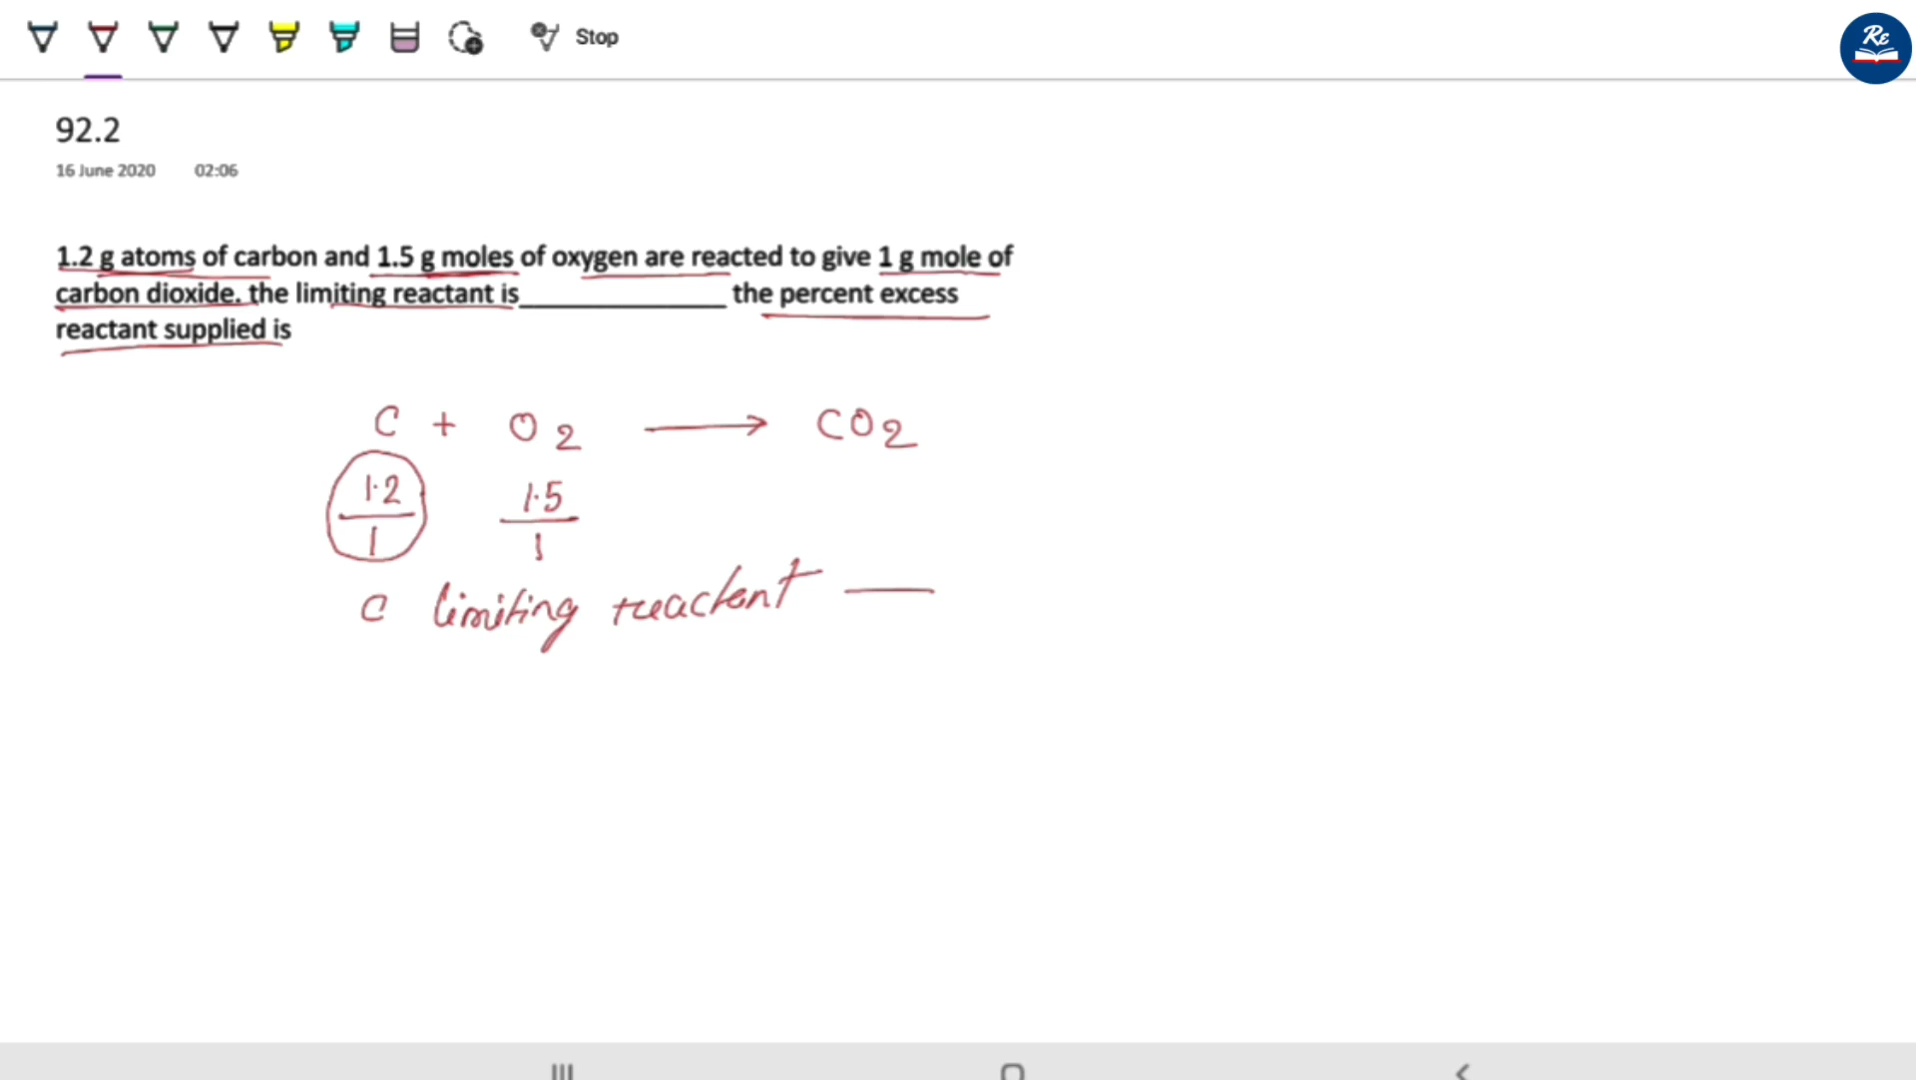 Stop
Re
92.2
16 June 2020 02:06
1.2 g atoms of carbon and 1.5 g moles of oxygen are reacted to give 1 g mole of
carbon dioxide. the limiting reactant is______________ the percent excess
reactant supplied is
C + O2 ⟶ CO2
1.2 1.5
1 1
C limiting reactant —